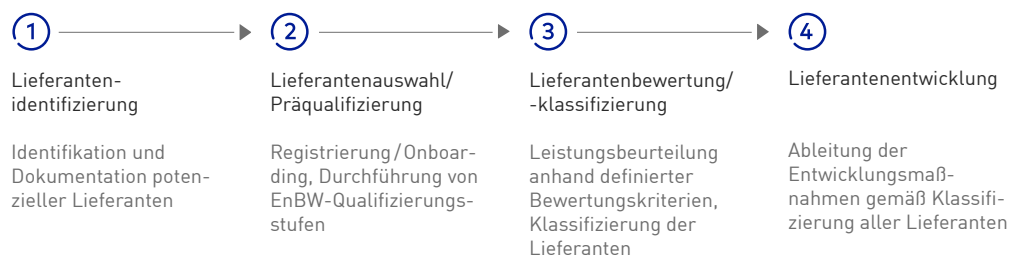 1
Lieferanten-
identifizierung
Identifikation und
Dokumentation poten-
zieller Lieferanten
2
Lieferantenauswahl/
Präqualifizierung
Registrierung/Onboar-
ding, Durchführung von
EnBW-Qualifizierungs-
stufen
3
Lieferantenbewertung/
-klassifizierung
Leistungsbeurteilung
anhand definierter
Bewertungskriterien,
Klassifizierung der
Lieferanten
4
Lieferantenentwicklung
Ableitung der
Entwicklungsmaß-
nahmen gemäß Klassifi-
zierung aller Lieferanten